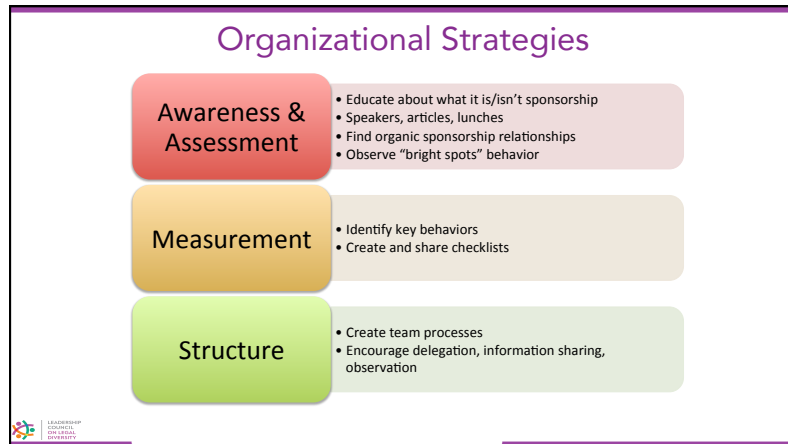 Organizational Strategies
Awareness &
Assessment
• Educate about what it is/isn't sponsorship
• Speakers, articles, lunches
• Find organic sponsorship relationships
• Observe “bright spots” behavior
Measurement
• Identify key behaviors
• Create and share checklists
Structure
• Create team processes
• Encourage delegation, information sharing,
observation
LEADERSHIP
COUNCIL
ON LEGAL
DIVERSITY